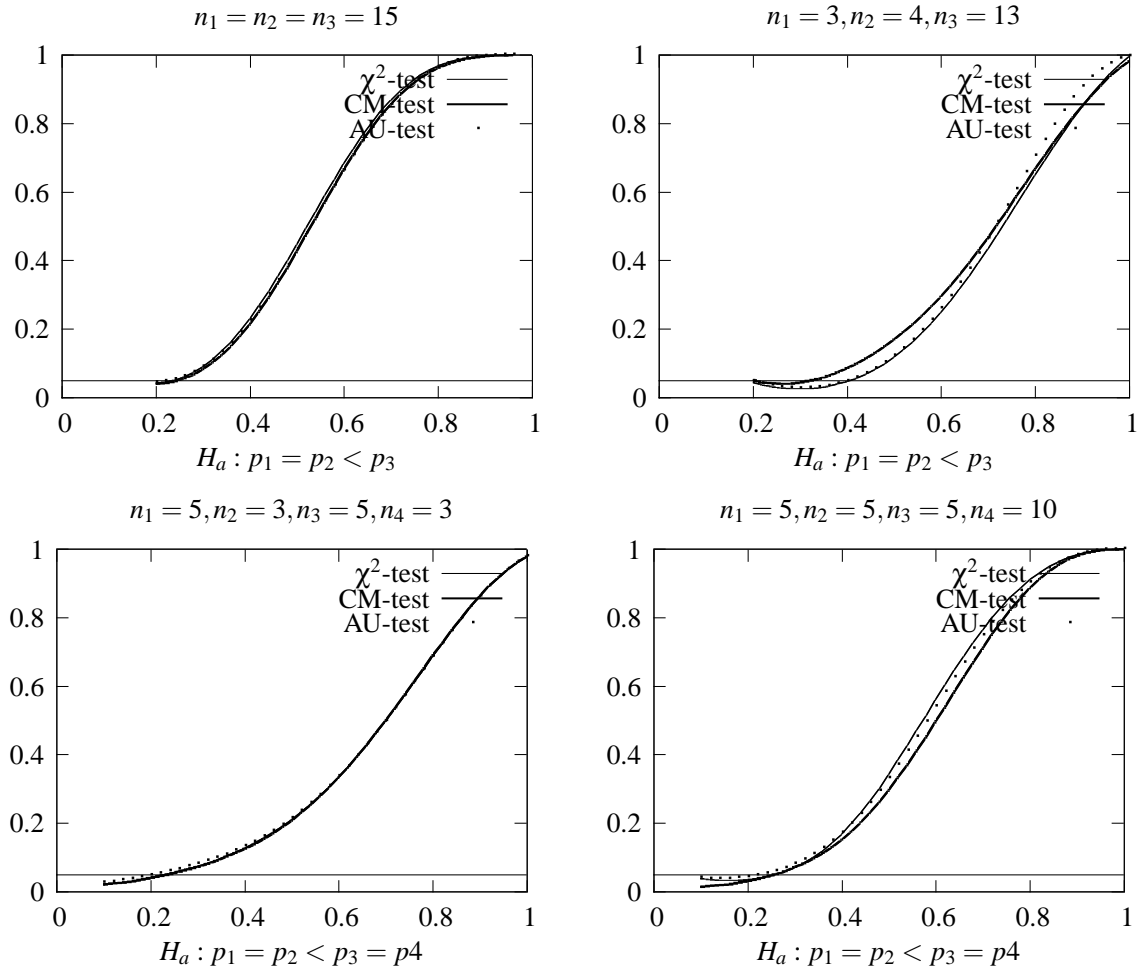 n₁ = n₂ = n₃ = 15
1
0.8
0.6
0.4
0.2
0
χ²-test
CM-test
AU-test
0 0.2 0.4 0.6 0.8 1
Hₐ : p₁ = p₂ < p₃
n₁ = 3, n₂ = 4, n₃ = 13
1
0.8
0.6
0.4
0.2
0
χ²-test
CM-test
AU-test
0 0.2 0.4 0.6 0.8 1
Hₐ : p₁ = p₂ < p₃
n₁ = 5, n₂ = 3, n₃ = 5, n₄ = 3
1
0.8
0.6
0.4
0.2
0
χ²-test
CM-test
AU-test
0 0.2 0.4 0.6 0.8 1
Hₐ : p₁ = p₂ < p₃ = p4
n₁ = 5, n₂ = 5, n₃ = 5, n₄ = 10
1
0.8
0.6
0.4
0.2
0
χ²-test
CM-test
AU-test
0 0.2 0.4 0.6 0.8 1
Hₐ : p₁ = p₂ < p₃ = p4